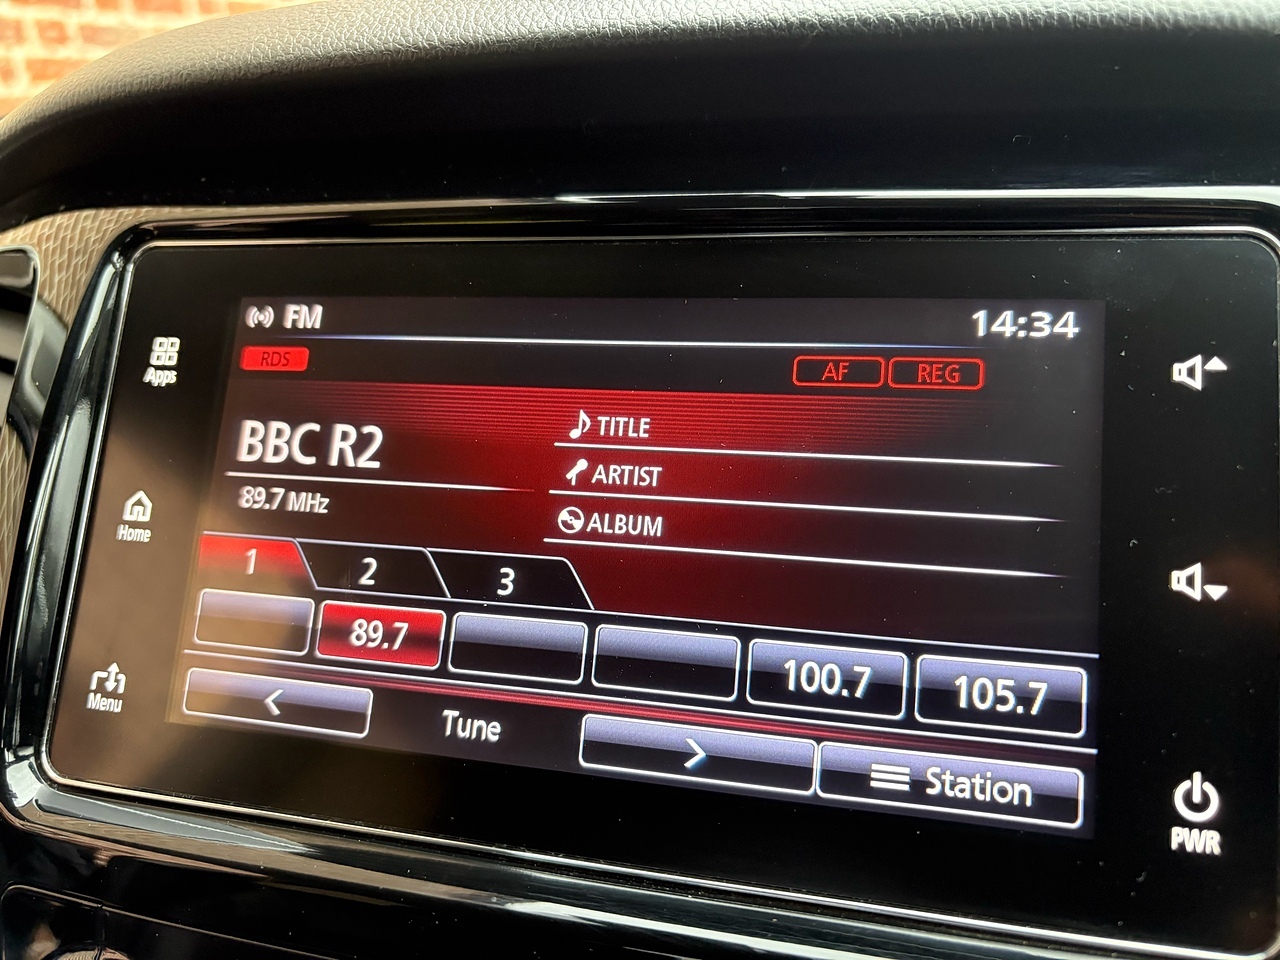 FM 14:34
RDS AF REG
Apps
TITLE
BBC R2
ARTIST
89.7 MHz
ALBUM
Home
1 2 3
89.7 100.7 105.7
Menu
Tune
Station
PWR